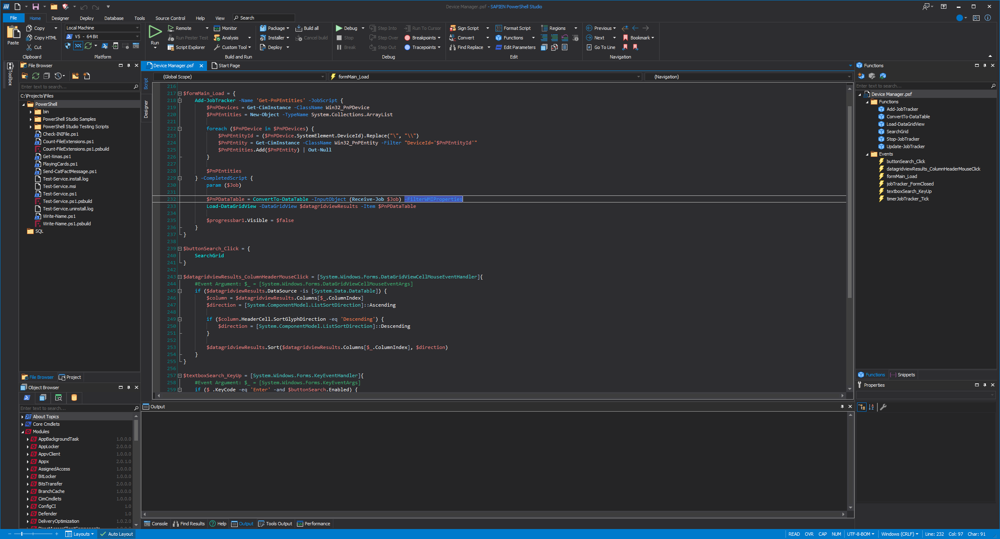 Device Manager.psf - SAPIEN PowerShell Studio
File Home Designer Deploy Database Tools Source Control Help View Search
Paste
Copy
Copy HTML
Cut
Clipboard
Local Machine
V5 - 64 Bit
Platform
Run
Remote
Run Pester Test
Script Explorer
Monitor
Analysis
Custom Tool
Package
Installer
Deploy
Build all
Cancel build
Build and Run
Debug
Stop
Break
Step Into
Step Over
Step Out
Run To Cursor
Breakpoints
Tracepoints
Debug
Sign Script
Convert
Find Replace
Format Script
Functions
Edit Parameters
Regions
Edit
Previous
Next
Go To Line
Bookmark
Navigation
Toolbox
File Browser
Enter text to search...
C:\Projects\Files
PowerShell
bin
PowerShell Studio Samples
PowerShell Studio Testing Scripts
Check-INIFile.ps1
Count-FileExtensions.ps1
Count-FileExtensions.ps1.psbuild
Get-Xmas.ps1
PlayingCards.ps1
Send-CatFactMessage.ps1
Test-Service.install.log
Test-Service.msi
Test-Service.ps1
Test-Service.ps1.psbuild
Test-Service.uninstall.log
Write-Name.ps1
Write-Name.ps1.psbuild
SQL
File Browser Project
Object Browser
Enter text to search...
About Topics
Core Cmdlets
Modules
AppBackgroundTask 1.0.0.0
AppLocker 2.0.0.0
AppvClient 1.0.0.0
Appx 2.0.1.0
AssignedAccess 1.0.0.0
BitLocker 1.0.0.0
BitsTransfer 2.0.0.0
BranchCache 1.0.0.0
CimCmdlets 1.0.0.0
ConfigCI 1.0
Defender 1.0
DeliveryOptimization 1.0.2.0
Device Manager.psf Start Page
Script
Designer
(Global Scope) formMain_Load (Navigation)
216
217 $formMain_Load = {
218 Add-JobTracker -Name 'Get-PnPEntities' -JobScript {
219 $PnPDevices = Get-CimInstance -ClassName Win32_PnPDevice
220 $PnPEntities = New-Object -TypeName System.Collections.ArrayList
221
222 foreach ($PnPDevice in $PnPDevices) {
223 $PnPEntityId = ($PnPDevice.SystemElement.DeviceId).Replace("\", "\\")
224 $PnPEntity = Get-CimInstance -ClassName Win32_PnPEntity -Filter "DeviceId='$PnPEntityId'"
225 $PnPEntities.Add($PnPEntity) | Out-Null
226 }
227
228 $PnPEntities
229 } -CompletedScript {
230 param ($Job)
231
232 $PnPDataTable = ConvertTo-DataTable -InputObject (Receive-Job $Job) -FilterWMIProperties
233 Load-DataGridView -DataGridView $datagridviewResults -Item $PnPDataTable
234
235 $progressbar1.Visible = $false
236 }
237 }
238
239 $buttonSearch_Click = {
240 SearchGrid
241 }
242
243 $datagridviewResults_ColumnHeaderMouseClick = [System.Windows.Forms.DataGridViewCellMouseEventHandler]{
244 #Event Argument: $_ = [System.Windows.Forms.DataGridViewCellMouseEventArgs]
245 if ($datagridviewResults.DataSource -is [System.Data.DataTable]) {
246 $column = $datagridviewResults.Columns[$_.ColumnIndex]
247 $direction = [System.ComponentModel.ListSortDirection]::Ascending
248
249 if ($column.HeaderCell.SortGlyphDirection -eq 'Descending') {
250 $direction = [System.ComponentModel.ListSortDirection]::Descending
251 }
252
253 $datagridviewResults.Sort($datagridviewResults.Columns[$_.ColumnIndex], $direction)
254 }
255 }
256
257 $textboxSearch_KeyUp = [System.Windows.Forms.KeyEventHandler]{
258 #Event Argument: $_ = [System.Windows.Forms.KeyEventArgs]
259 if ($ .KeyCode -eq 'Enter' -and $buttonSearch.Enabled) {
Output
Console Find Results Help Output Tools Output Performance
Functions
Enter text to search...
Device Manager.psf
Functions
Add-JobTracker
ConvertTo-DataTable
Load-DataGridView
SearchGrid
Stop-JobTracker
Update-JobTracker
Events
buttonSearch_Click
datagridviewResults_ColumnHeaderMouseClick
formMain_Load
jobTracker_FormClosed
textboxSearch_KeyUp
timerJobTracker_Tick
Functions Snippets
Properties
Layouts Auto Layout
READ OVR CAP NUM UTF-8-BOM Windows (CRLF) Line: 232 Col: 97 Char: 91